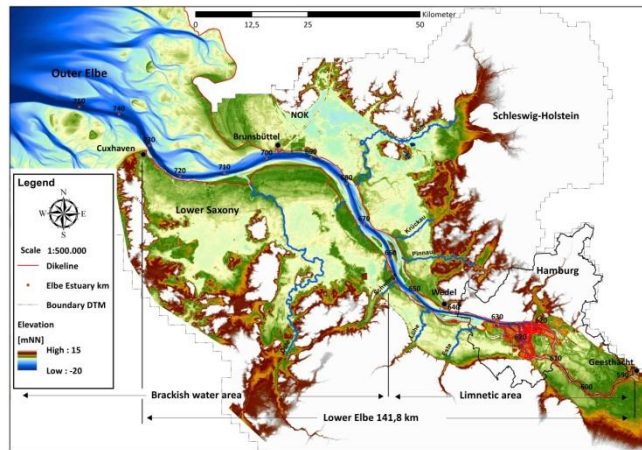 Kilometer
0 12,5 25 50
Outer Elbe
760
740
730
Cuxhaven
720
710
700
690
680
670
660
650
640
630
620
610
600
590
NOK
Brunsbüttel
Schleswig-Holstein
Lower Saxony
Krückau
Pinnau
Wedel
Hamburg
Geesthacht
Legend
N
W E
S
Scale 1:500.000
Dikeline
Elbe Estuary km
Boundary DTM
Elevation
[mNN]
High : 15
Low : -20
Brackish water area
Limnetic area
Lower Elbe 141,8 km